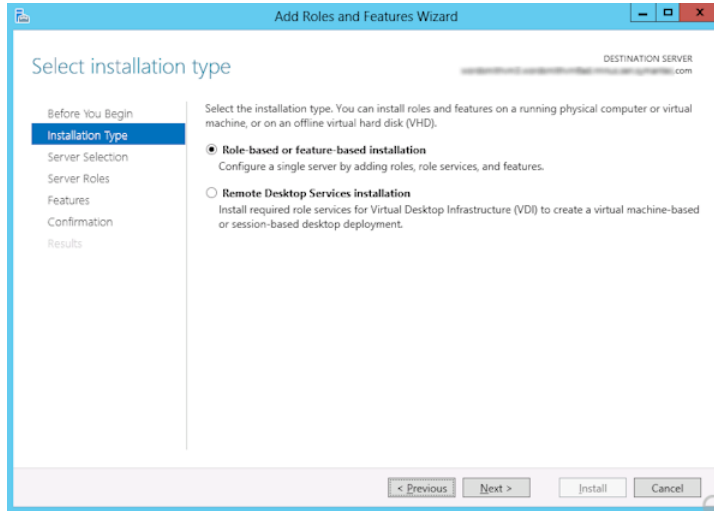 Add Roles and Features Wizard
Select installation type
DESTINATION SERVER
.com
Before You Begin
Installation Type
Server Selection
Server Roles
Features
Confirmation
Results
Select the installation type. You can install roles and features on a running physical computer or virtual
machine, or on an offline virtual hard disk (VHD).
Role-based or feature-based installation
Configure a single server by adding roles, role services, and features.
Remote Desktop Services installation
Install required role services for Virtual Desktop Infrastructure (VDI) to create a virtual machine-based
or session-based desktop deployment.
< Previous Next > Install Cancel